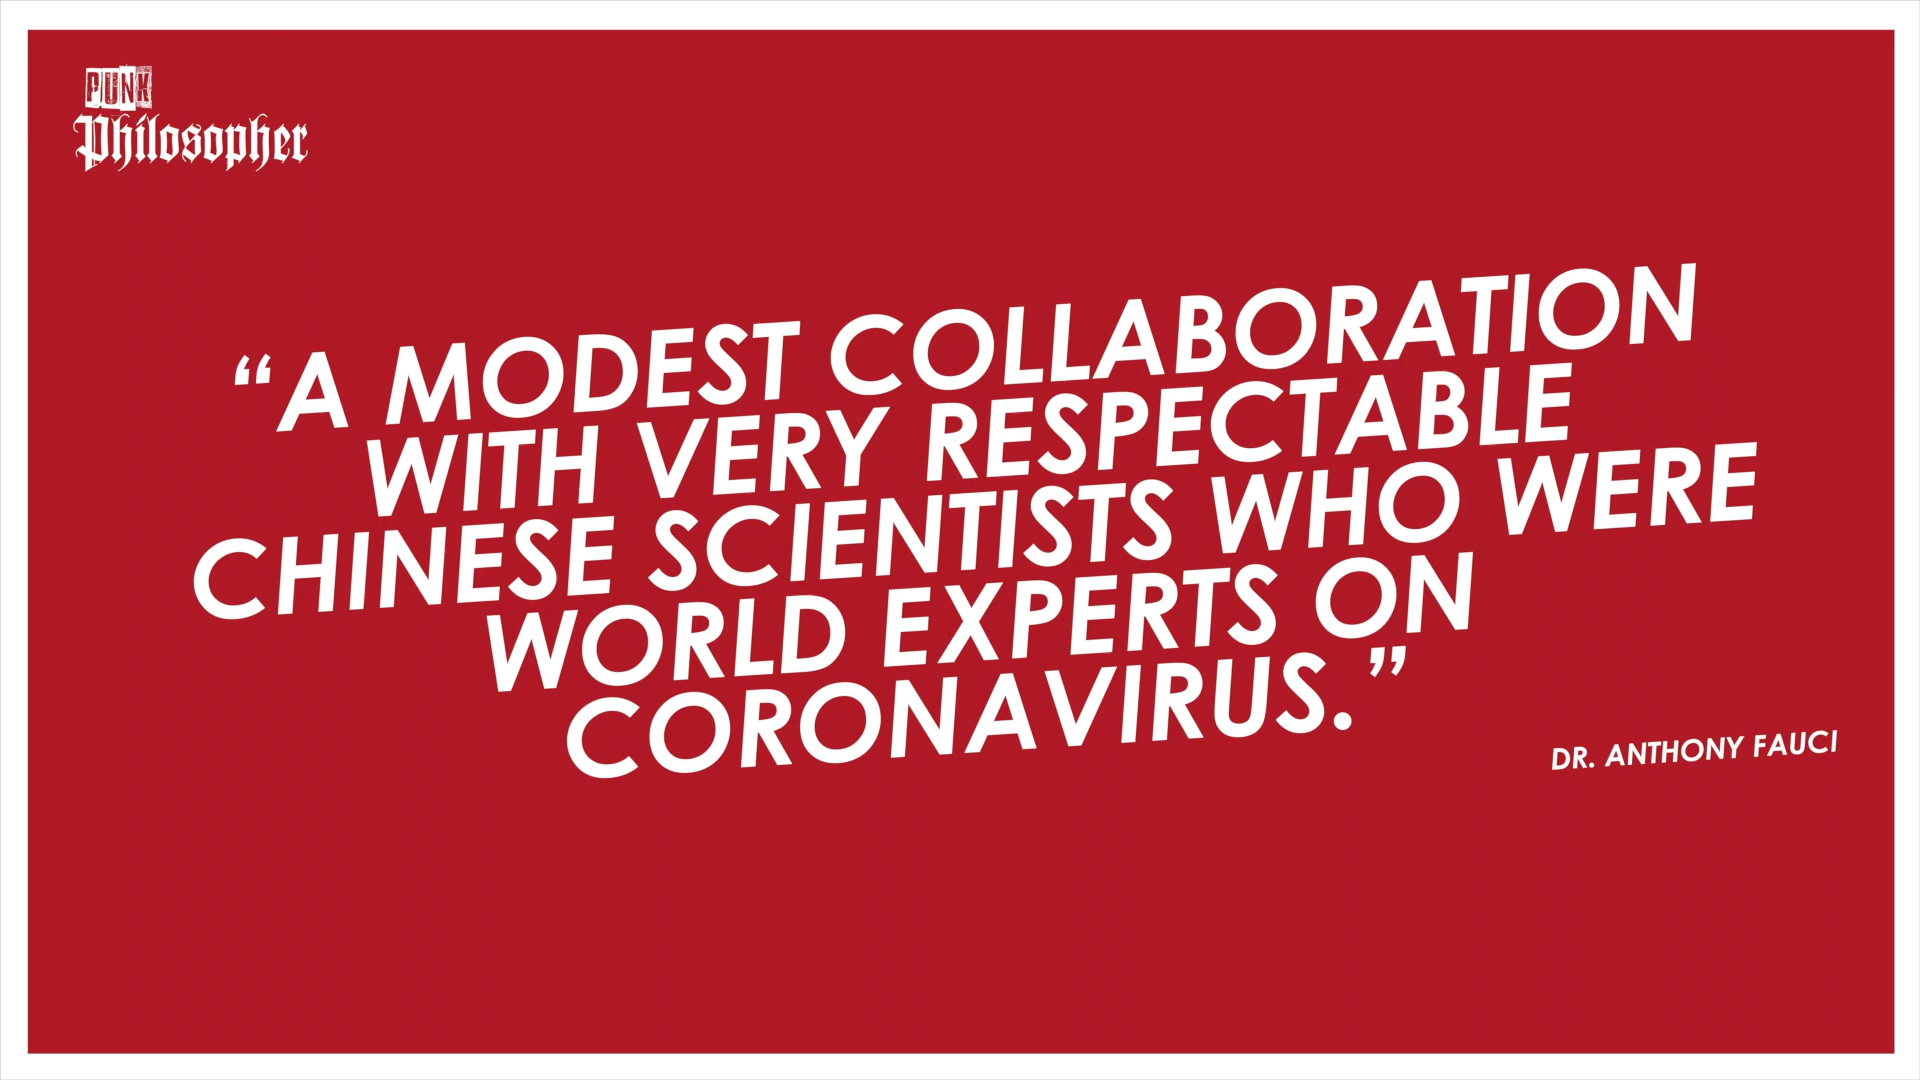 PUNK
Philosopher
“A MODEST COLLABORATION
WITH VERY RESPECTABLE
CHINESE SCIENTISTS WHO WERE
WORLD EXPERTS ON
CORONAVIRUS.”
DR. ANTHONY FAUCI